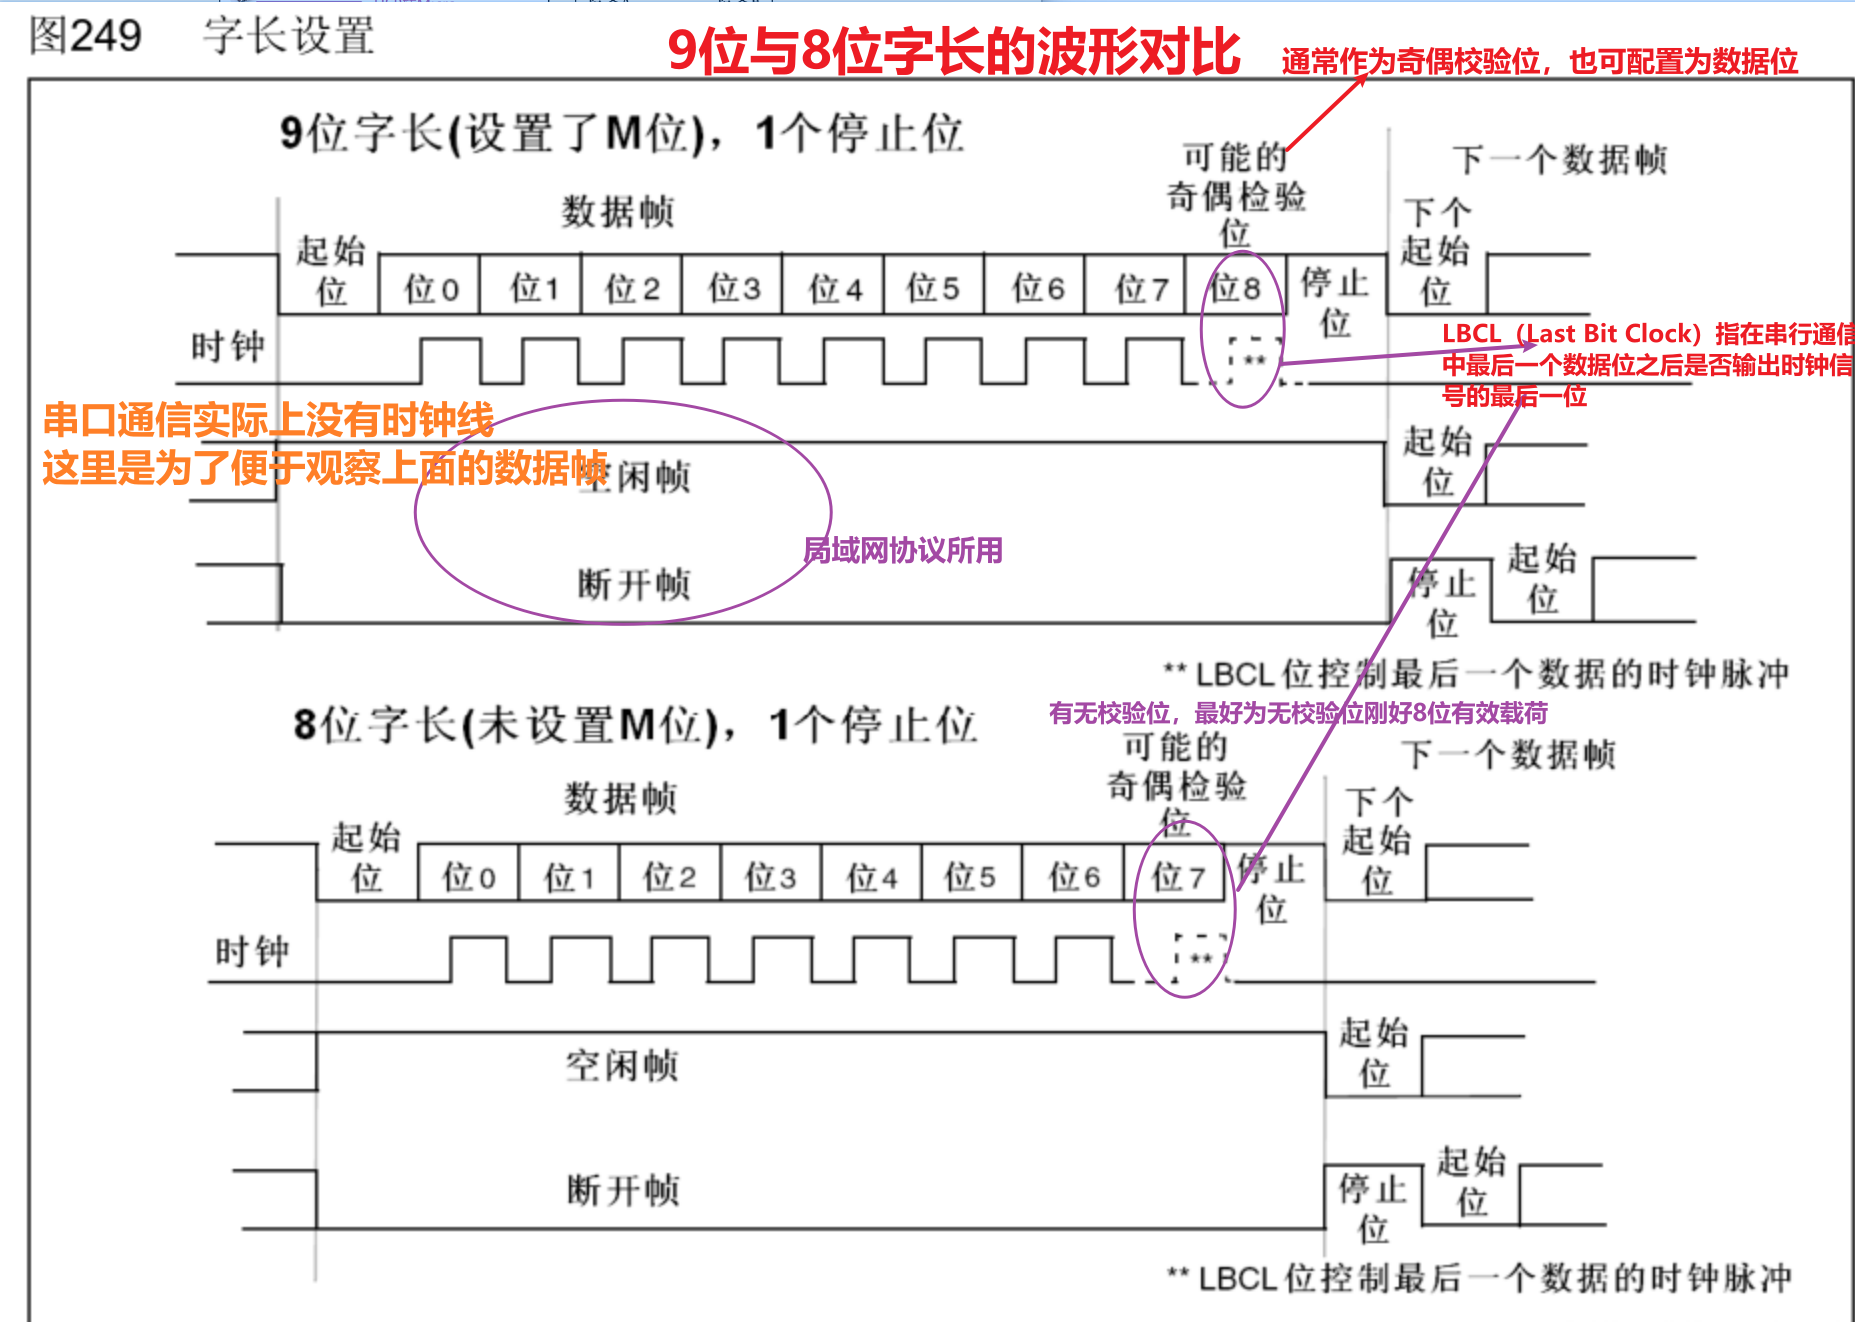 图249 字长设置
9位与8位字长的波形对比
通常作为奇偶校验位，也可配置为数据位
9位字长(设置了M位)，1个停止位
可能的
奇偶检验
位
下一个数据帧
数据帧
下个
起始
位
起始
位
位0 位1 位2 位3 位4 位5 位6 位7 位8
停止
位
时钟
**
LBCL（Last Bit Clock）指在串行通信
中最后一个数据位之后是否输出时钟信
号的最后一位
串口通信实际上没有时钟线
这里是为了便于观察上面的数据帧
空闲帧
起始
位
局域网协议所用
断开帧
停止
位
起始
位
** LBCL位控制最后一个数据的时钟脉冲
有无校验位，最好为无校验位刚好8位有效载荷
8位字长(未设置M位)，1个停止位
可能的
奇偶检验
位
下一个数据帧
数据帧
下个
起始
位
起始
位
位0 位1 位2 位3 位4 位5 位6 位7
停止
位
时钟
**
空闲帧
起始
位
断开帧
停止
位
起始
位
** LBCL位控制最后一个数据的时钟脉冲